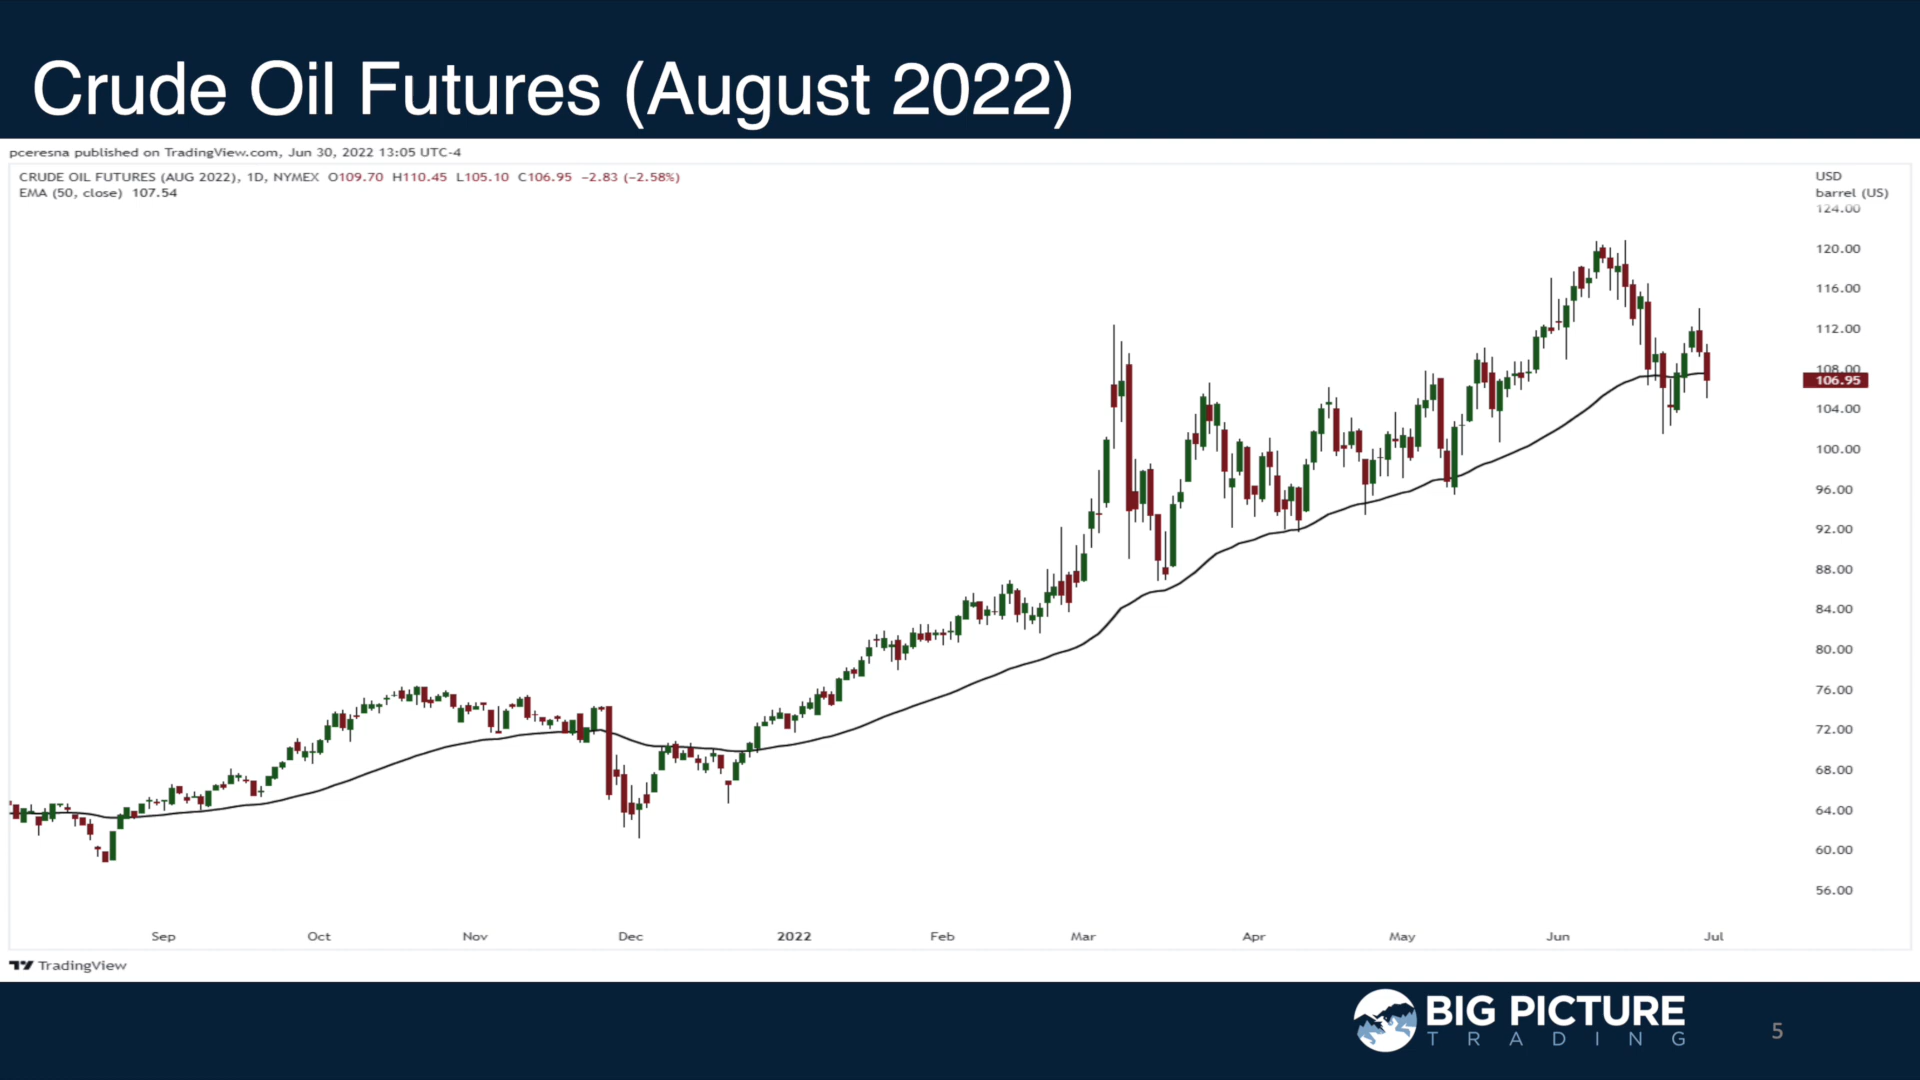 Crude Oil Futures (August 2022)
pceresna published on TradingView.com, Jun 30, 2022 13:05 UTC-4
CRUDE OIL FUTURES (AUG 2022), 1D, NYMEX O109.70 H110.45 L105.10 C106.95 −2.83 (−2.58%)
EMA (50, close) 107.54
USD
barrel (US)
124.00
120.00
116.00
112.00
108.00
106.95
104.00
100.00
96.00
92.00
88.00
84.00
80.00
76.00
72.00
68.00
64.00
60.00
56.00
Sep Oct Nov Dec 2022 Feb Mar Apr May Jun Jul
TradingView
BIG PICTURE
TRADING
5